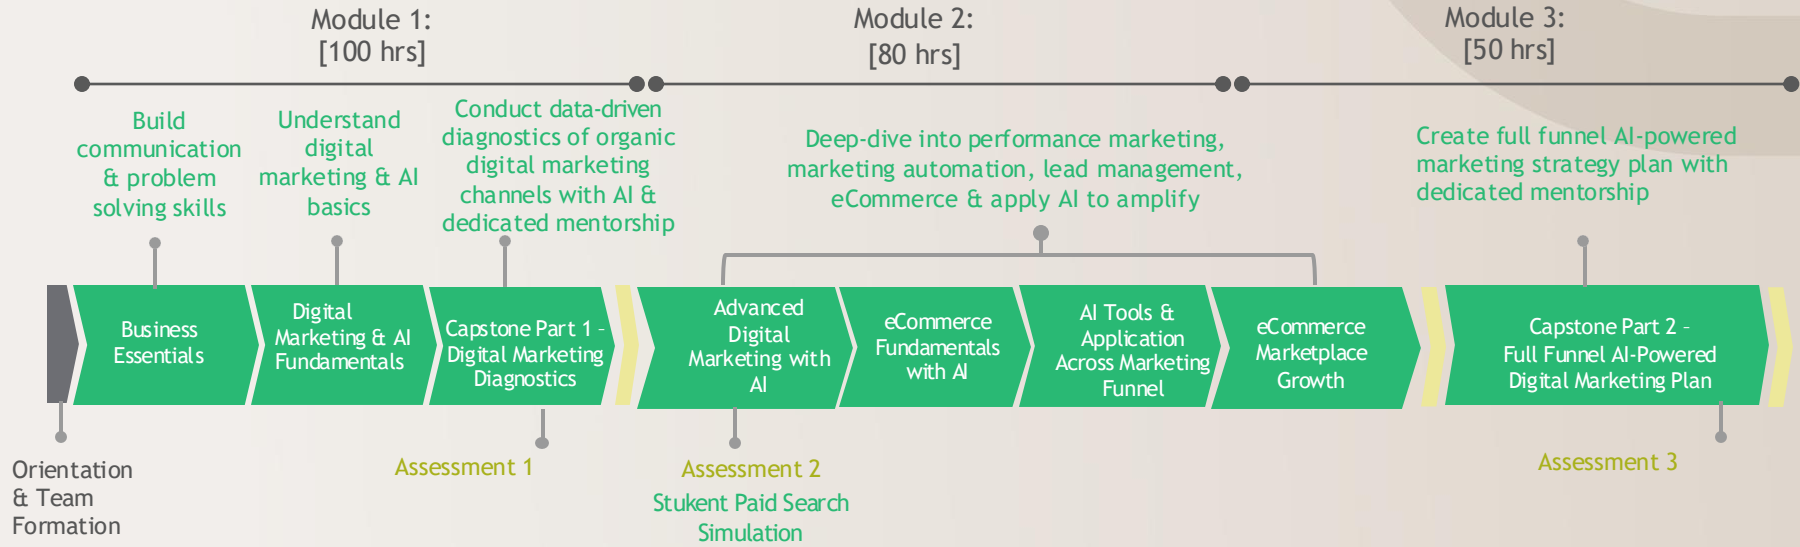 Module 1:
[100 hrs]
Module 2:
[80 hrs]
Module 3:
[50 hrs]
Build
communication
& problem
solving skills
Understand
digital
marketing & AI
basics
Conduct data-driven
diagnostics of organic
digital marketing
channels with AI &
dedicated mentorship
Deep-dive into performance marketing,
marketing automation, lead management,
eCommerce & apply AI to amplify
Create full funnel AI-powered
marketing strategy plan with
dedicated mentorship
Business
Essentials
Digital
Marketing & AI
Fundamentals
Capstone Part 1 -
Digital Marketing
Diagnostics
Advanced
Digital
Marketing with
AI
eCommerce
Fundamentals
with AI
AI Tools &
Application
Across Marketing
Funnel
eCommerce
Marketplace
Growth
Capstone Part 2 -
Full Funnel AI-Powered
Digital Marketing Plan
Orientation
& Team
Formation
Assessment 1
Assessment 2
Stukent Paid Search
Simulation
Assessment 3